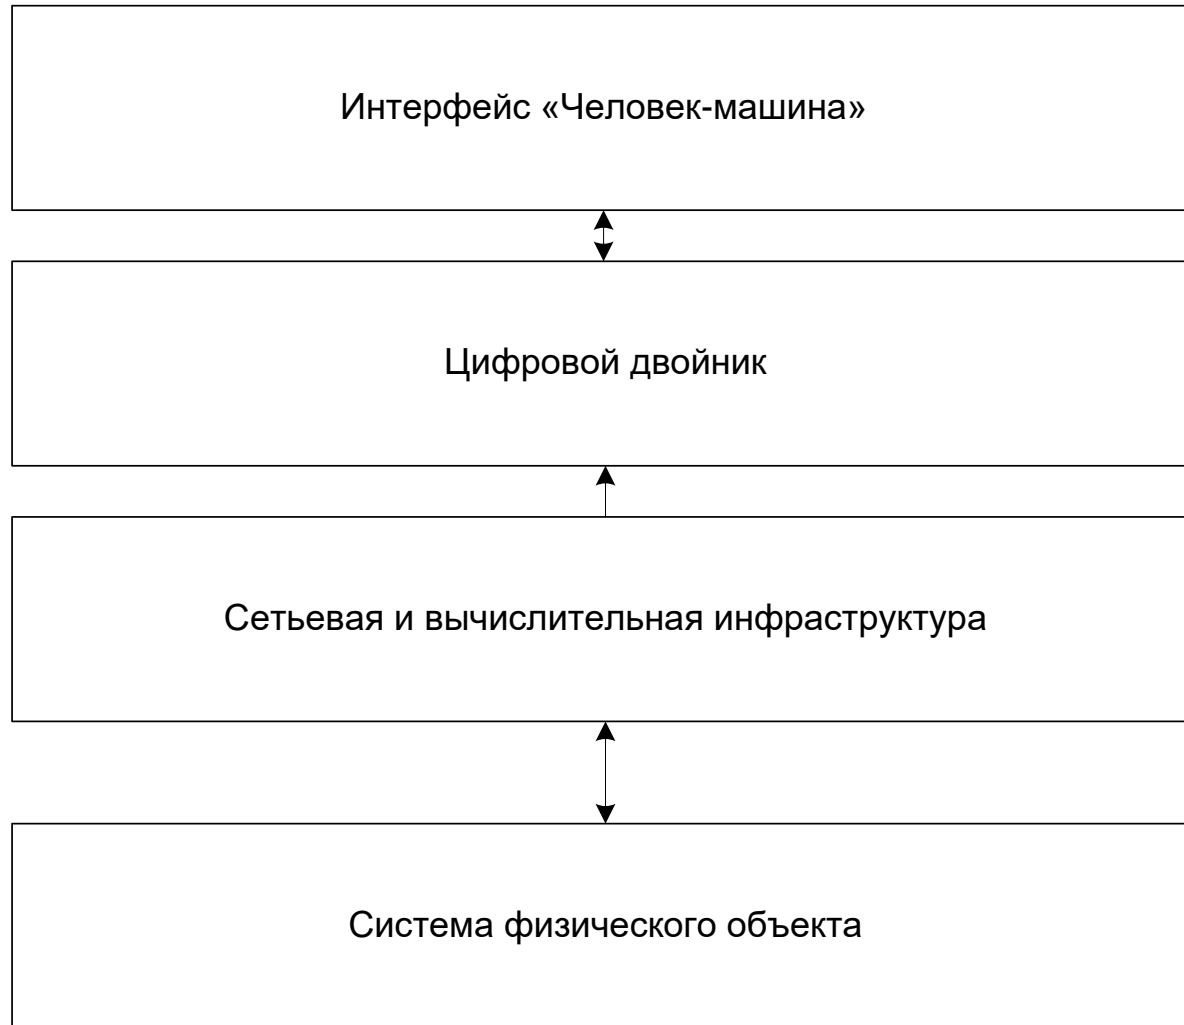 Интерфейс «Человек-машина»
Цифровой двойник
Сетьевая и вычислительная инфраструктура
Система физического объекта